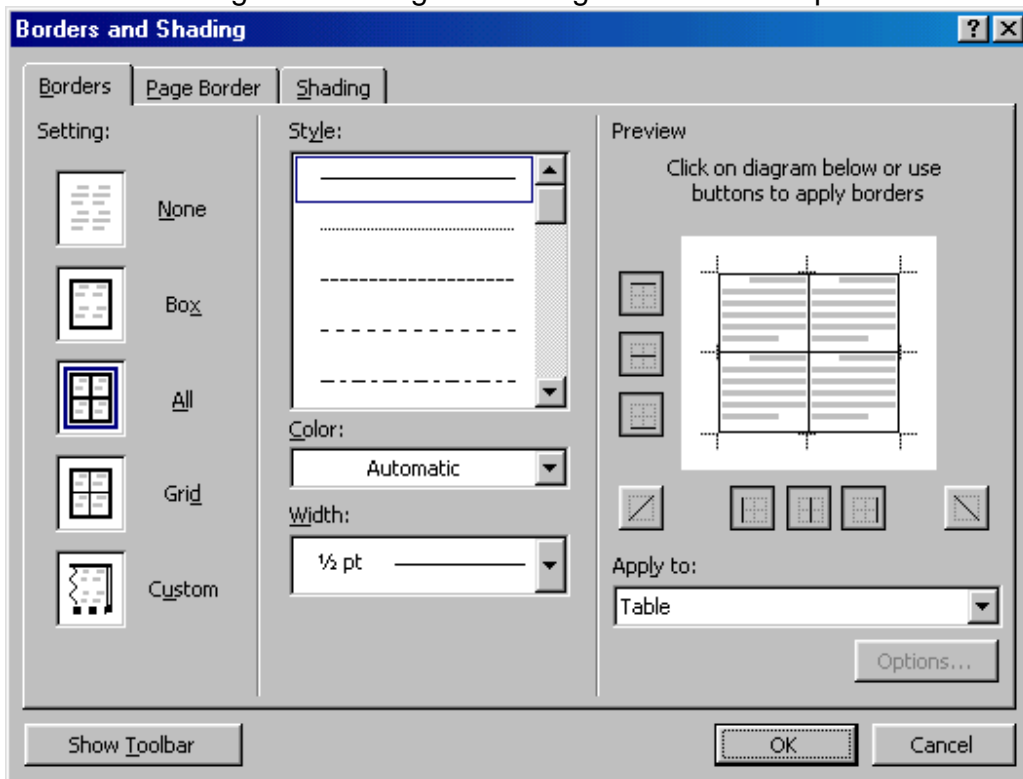 Borders and Shading
Borders
Page Border
Shading
Setting:
None
Box
All
Grid
Custom
Style:
Color:
Automatic
Width:
½ pt
Preview
Click on diagram below or use
buttons to apply borders
Apply to:
Table
Options...
Show Toolbar
OK
Cancel